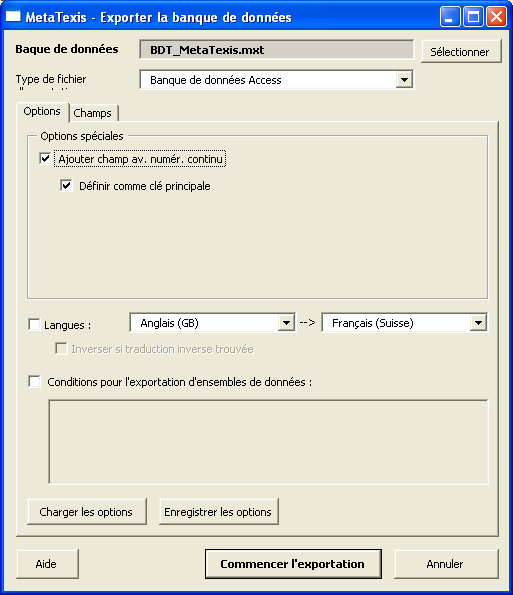 MetaTexis - Exporter la banque de données
Baque de données BDT_MetaTexis.mxt Sélectionner
Type de fichier Banque de données Access
Options Champs
Options spéciales
Ajouter champ av. numér. continu
Définir comme clé principale
Langues : Anglais (GB) --> Français (Suisse)
Inverser si traduction inverse trouvée
Conditions pour l'exportation d'ensembles de données :
Charger les options Enregistrer les options
Aide Commencer l'exportation Annuler